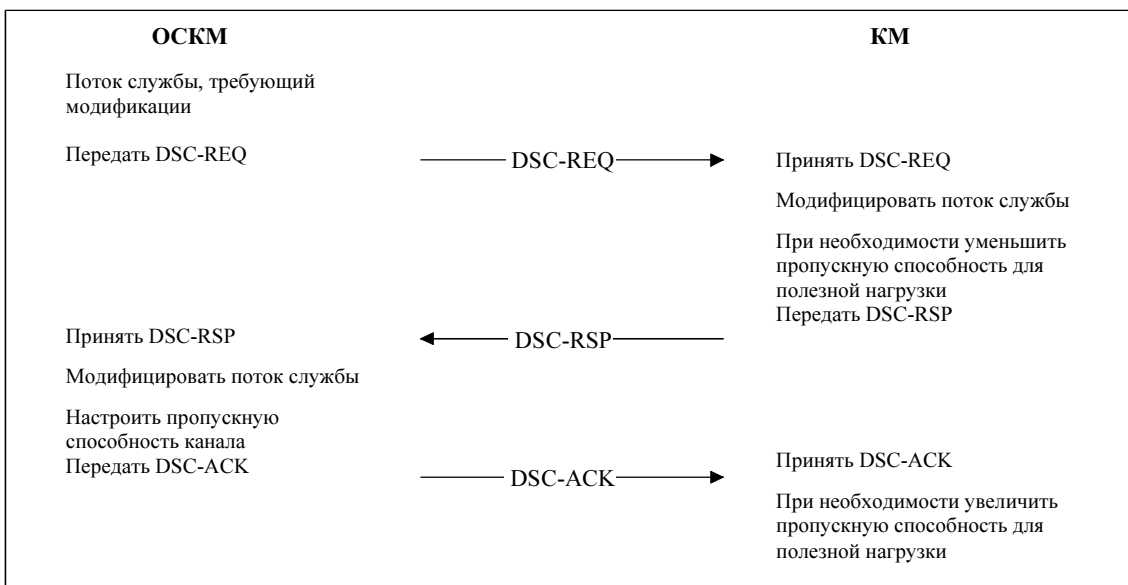 ОСКМ
КМ
Поток службы, требующий
модификации
Передать DSC-REQ
DSC-REQ
Принять DSC-REQ
Модифицировать поток службы
При необходимости уменьшить
пропускную способность для
полезной нагрузки
Передать DSC-RSP
Принять DSC-RSP
DSC-RSP
Модифицировать поток службы
Настроить пропускную
способность канала
Передать DSC-ACK
DSC-ACK
Принять DSC-ACK
При необходимости увеличить
пропускную способность для
полезной нагрузки